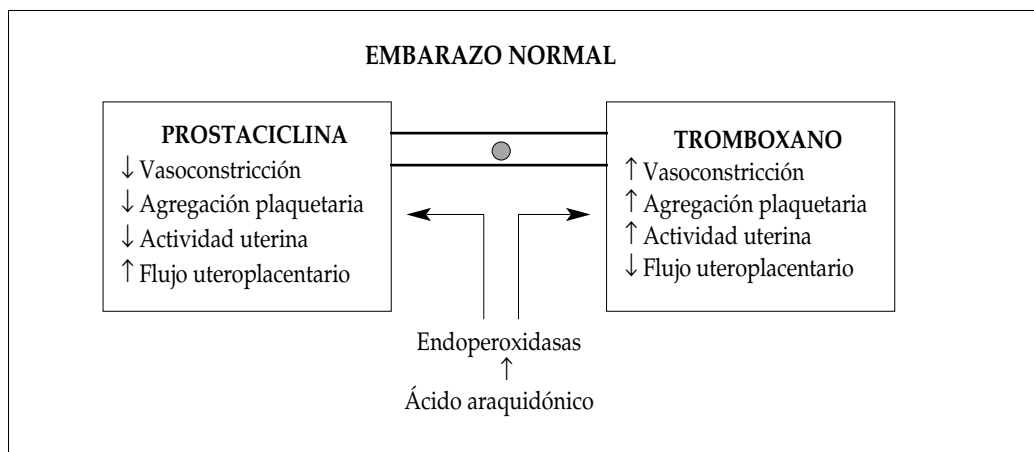 EMBARAZO NORMAL
PROSTACICLINA
↓ Vasoconstricción
↓ Agregación plaquetaria
↓ Actividad uterina
↑ Flujo uteroplacentario
TROMBOXANO
↑ Vasoconstricción
↑ Agregación plaquetaria
↑ Actividad uterina
↓ Flujo uteroplacentario
Endoperoxidasas
↑
Ácido araquidónico